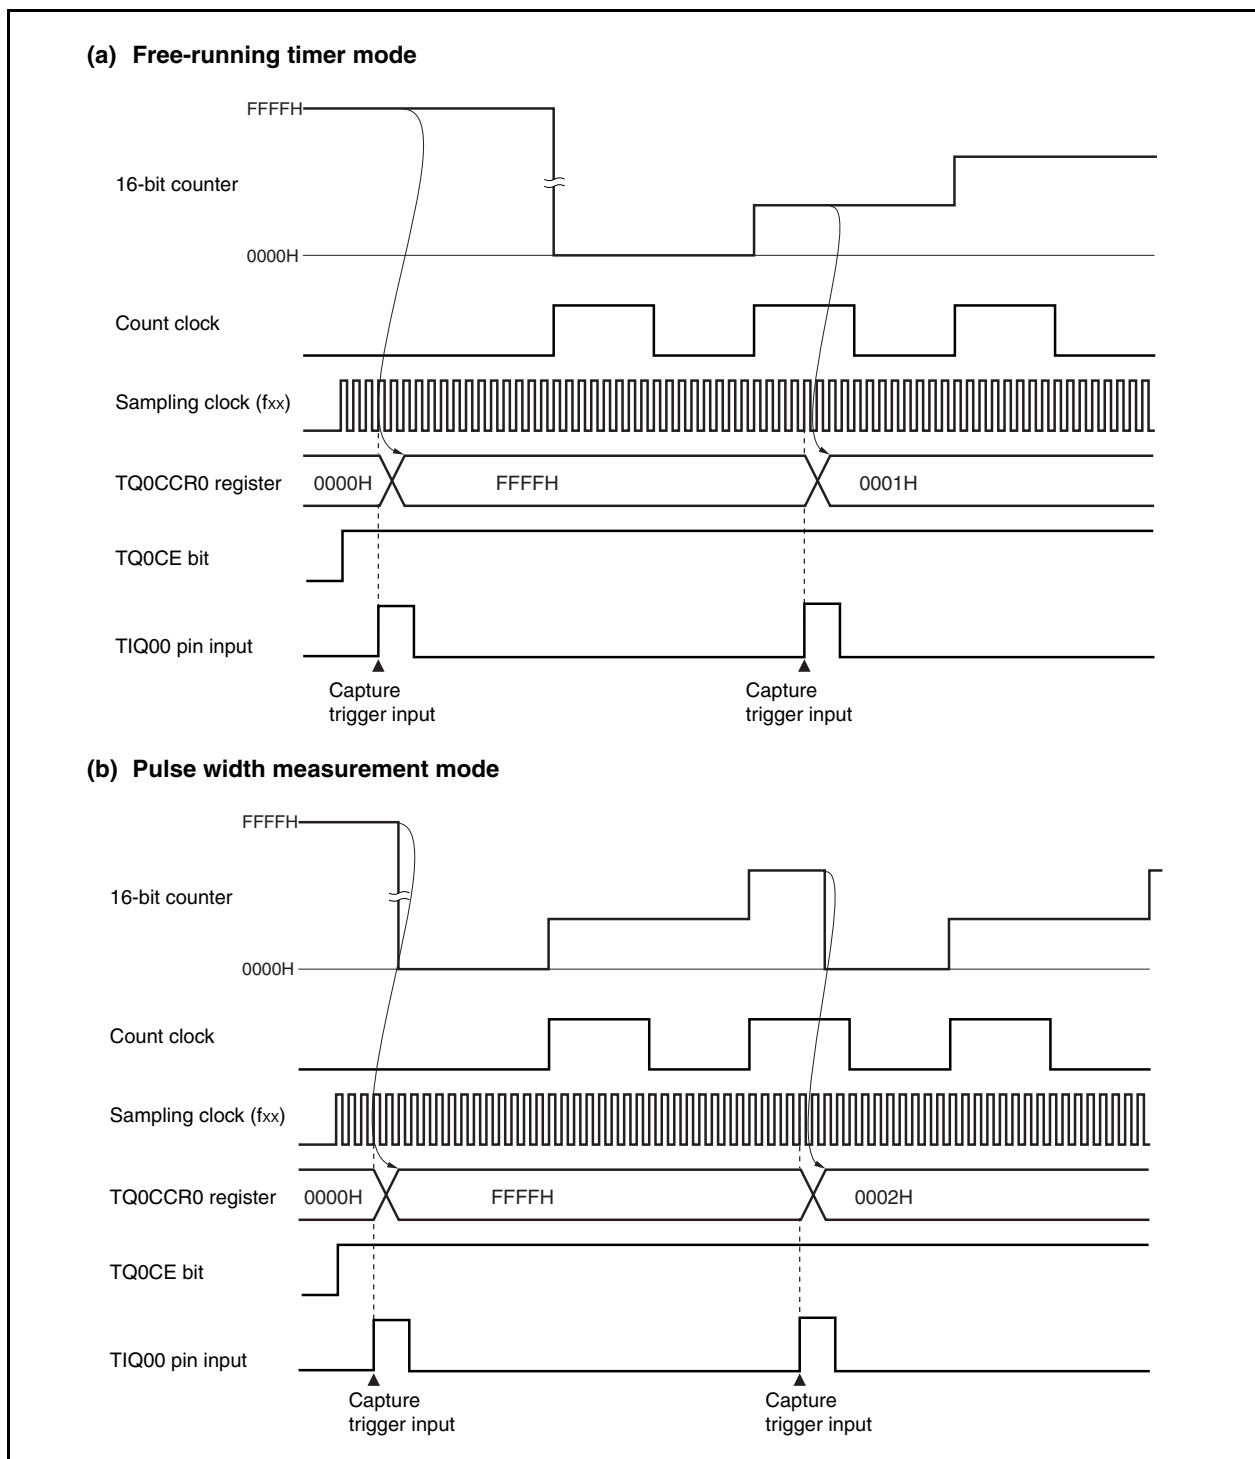 (a) Free-running timer mode
FFFFH
16-bit counter
0000H
Count clock
Sampling clock (fxx)
TQ0CCR0 register
0000H
FFFFH
0001H
TQ0CE bit
TIQ00 pin input
Capture
trigger input
Capture
trigger input
(b) Pulse width measurement mode
FFFFH
16-bit counter
0000H
Count clock
Sampling clock (fxx)
TQ0CCR0 register
0000H
FFFFH
0002H
TQ0CE bit
TIQ00 pin input
Capture
trigger input
Capture
trigger input